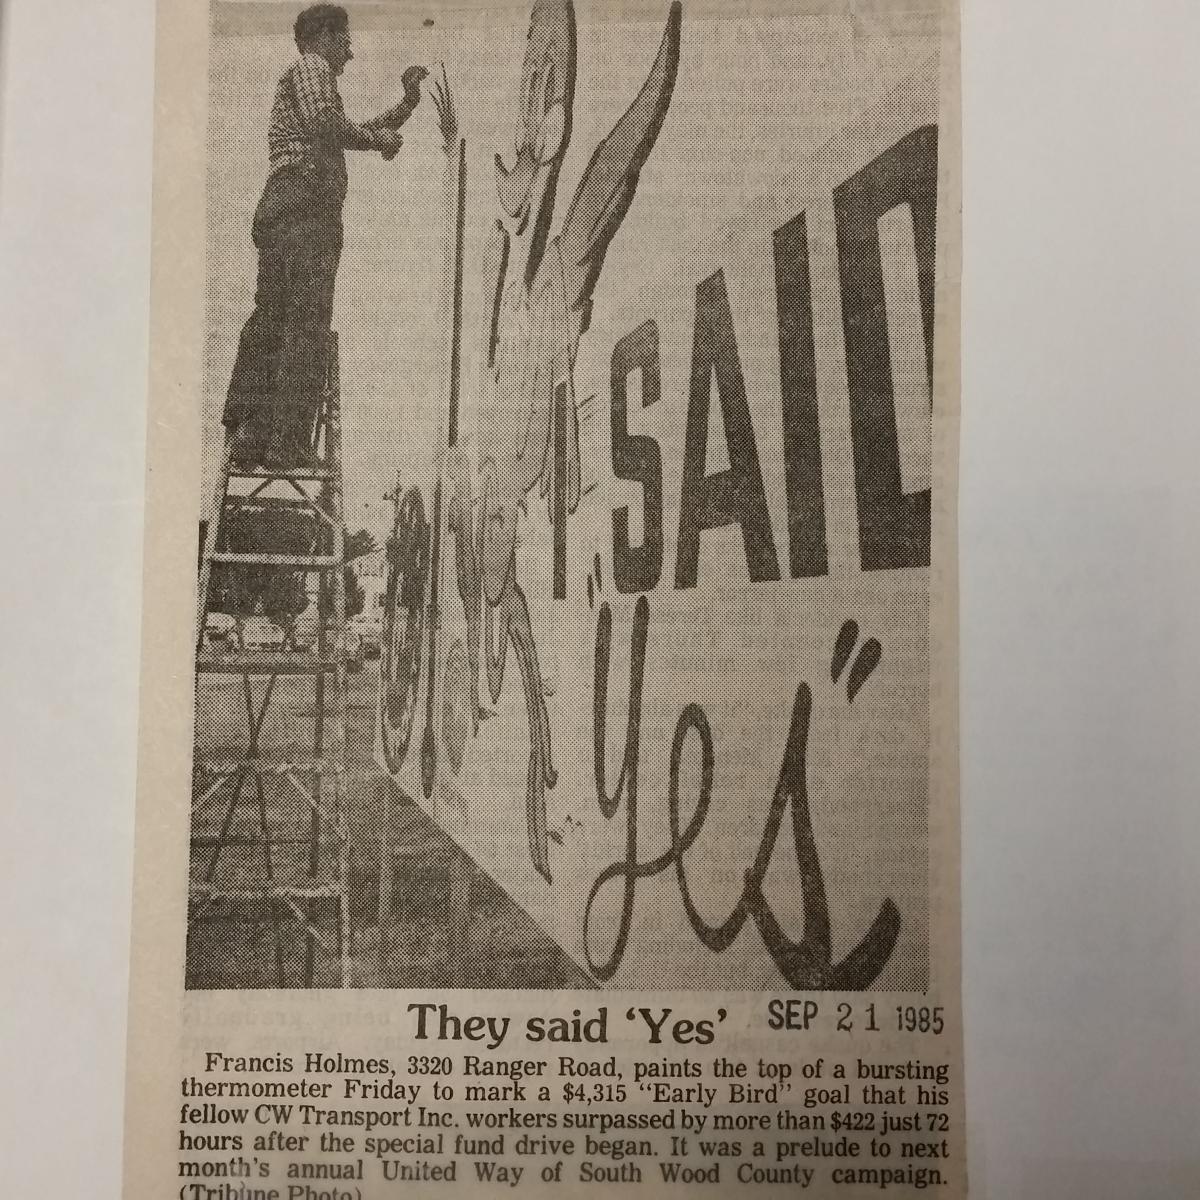 I SAID
"Yes"
They said ‘Yes’ SEP 21 1985
Francis Holmes, 3320 Ranger Road, paints the top of a bursting
thermometer Friday to mark a $4,315 “Early Bird” goal that his
fellow CW Transport Inc. workers surpassed by more than $422 just 72
hours after the special fund drive began. It was a prelude to next
month’s annual United Way of South Wood County campaign.
(Tribune Photo)